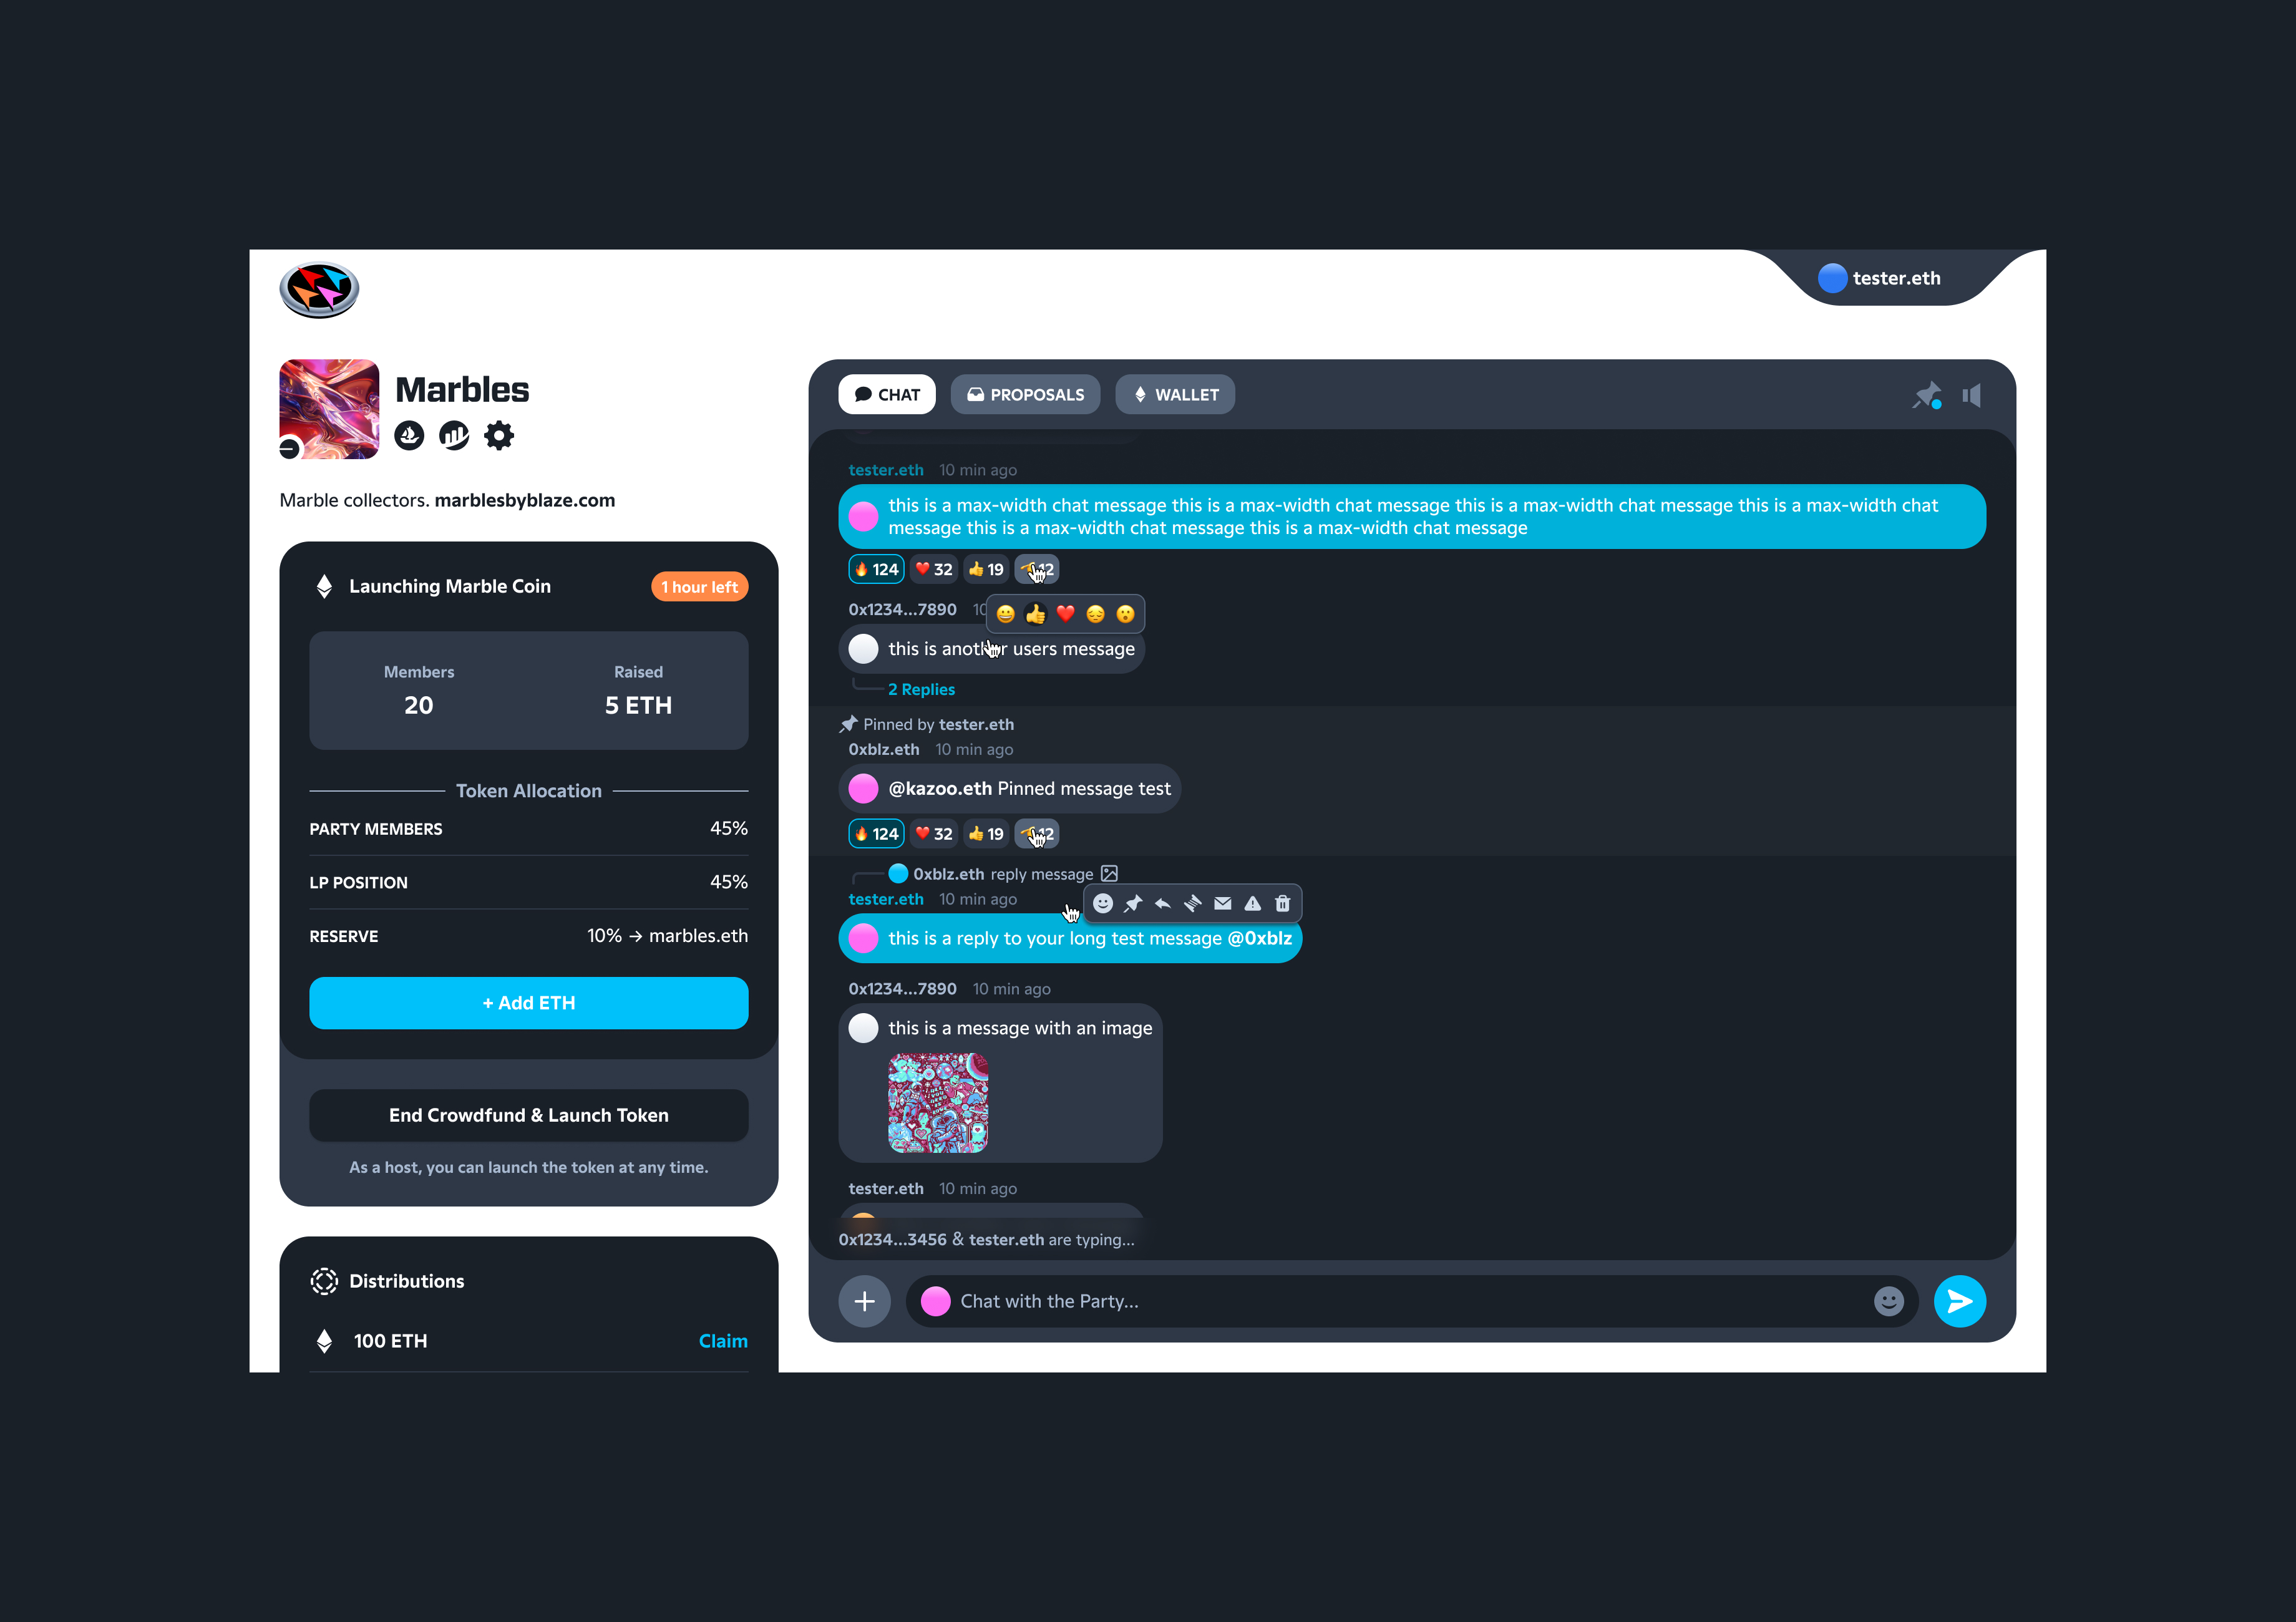 tester.eth
Marbles
Marble collectors. marblesbyblaze.com
Launching Marble Coin
1 hour left
Members
20
Raised
5 ETH
Token Allocation
PARTY MEMBERS
45%
LP POSITION
45%
RESERVE
10% → marbles.eth
+ Add ETH
End Crowdfund & Launch Token
As a host, you can launch the token at any time.
Distributions
100 ETH
Claim
CHAT
PROPOSALS
WALLET
tester.eth 10 min ago
this is a max-width chat message this is a max-width chat message this is a max-width chat message this is a max-width chat
message this is a max-width chat message this is a max-width chat message
124 32 19 12
0x1234...7890 10
this is another users message
2 Replies
Pinned by tester.eth
0xblz.eth 10 min ago
@kazoo.eth Pinned message test
124 32 19 12
0xblz.eth reply message
tester.eth 10 min ago
this is a reply to your long test message @0xblz
0x1234...7890 10 min ago
this is a message with an image
tester.eth 10 min ago
0x1234...3456 & tester.eth are typing...
Chat with the Party...